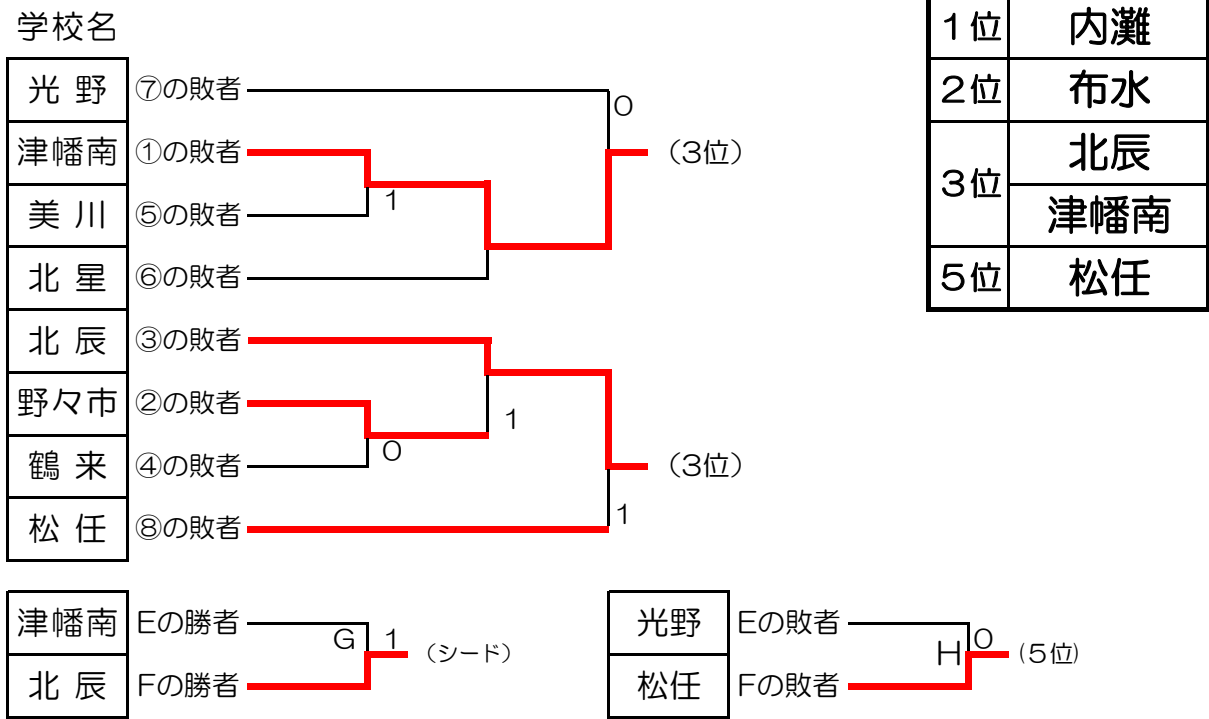 学校名
光 野 ⑦の敗者
0
津幡南 ①の敗者 （3位）
1
美 川 ⑤の敗者
北 星 ⑥の敗者
北 辰 ③の敗者
野々市 ②の敗者
1
0
鶴 来 ④の敗者 （3位）
松 任 ⑧の敗者
1
１位 内灘
２位 布水
３位 北辰
津幡南
５位 松任
津幡南 Eの勝者
G 1 （シード）
北 辰 Fの勝者
光野 Eの敗者
H 0 (５位)
松任 Fの敗者